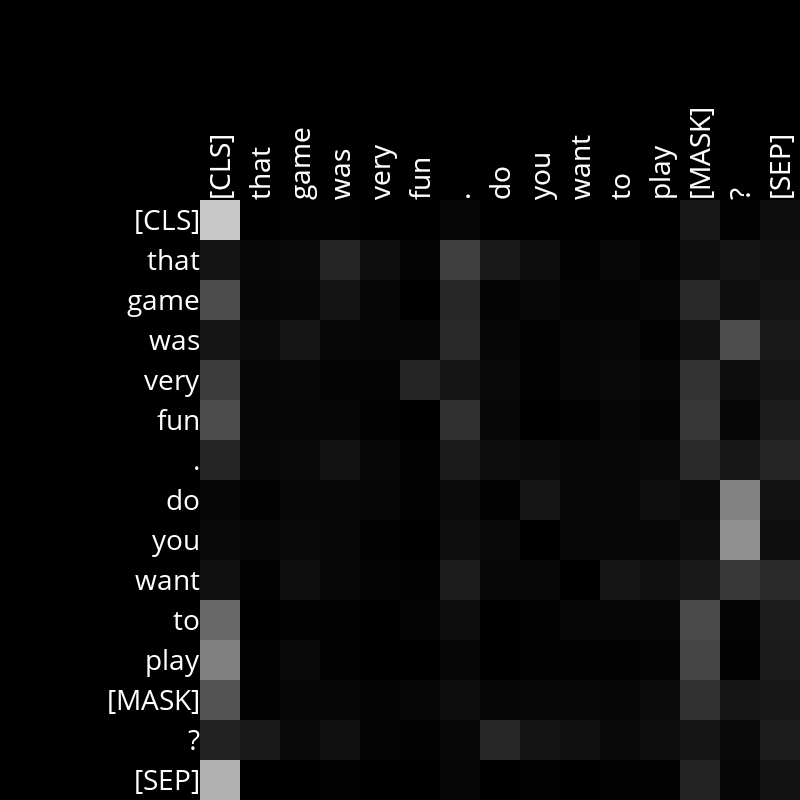 [CLS] that game was very fun . do you want to play [MASK] ? [SEP]
[CLS]
that
game
was
very
fun
.
do
you
want
to
play
[MASK]
?
[SEP]